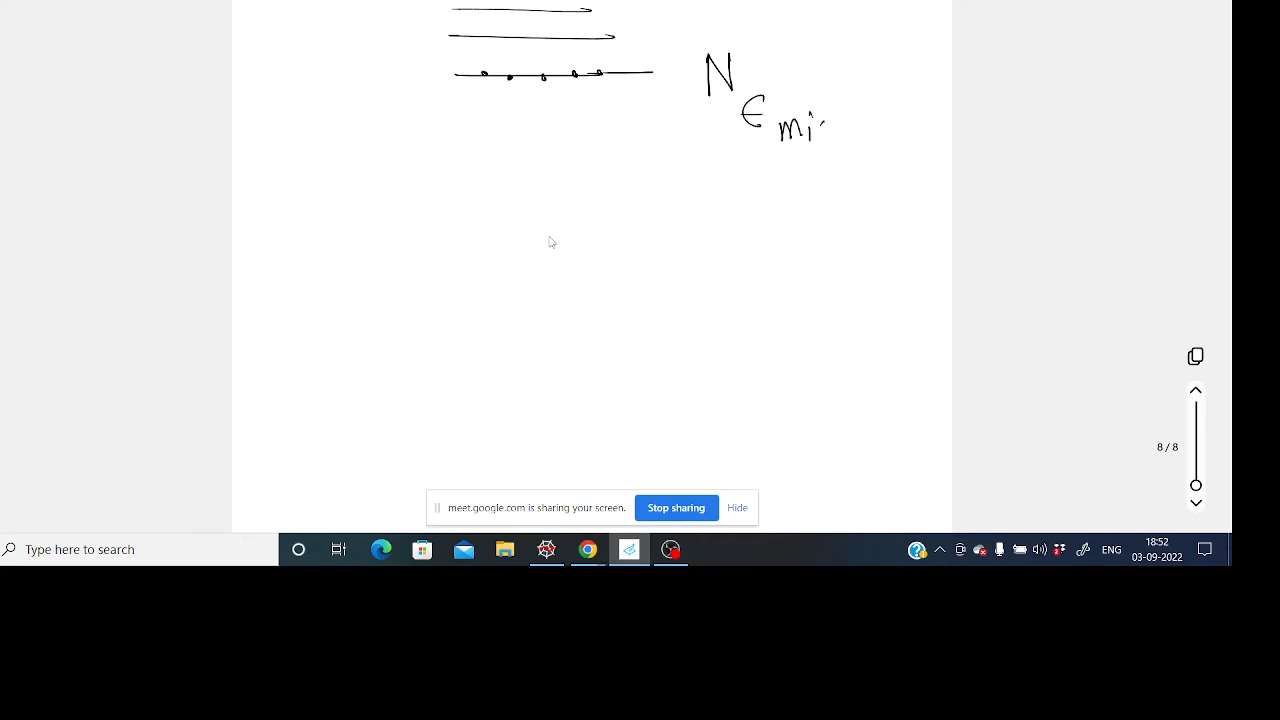 N
ϵ mi
8 / 8
meet.google.com is sharing your screen. Stop sharing Hide
Type here to search
ENG
18:52
03-09-2022